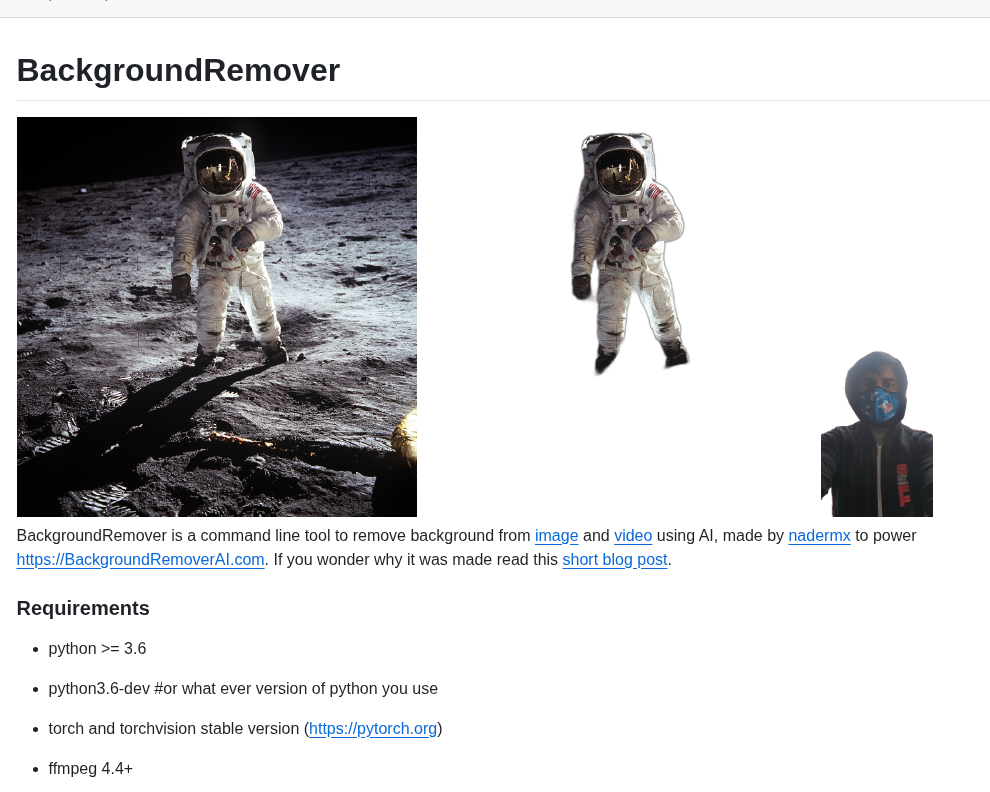 BackgroundRemover
BackgroundRemover is a command line tool to remove background from image and video using AI, made by nadermx to power
https://BackgroundRemoverAI.com. If you wonder why it was made read this short blog post.
Requirements
python >= 3.6
python3.6-dev #or what ever version of python you use
torch and torchvision stable version (https://pytorch.org)
ffmpeg 4.4+